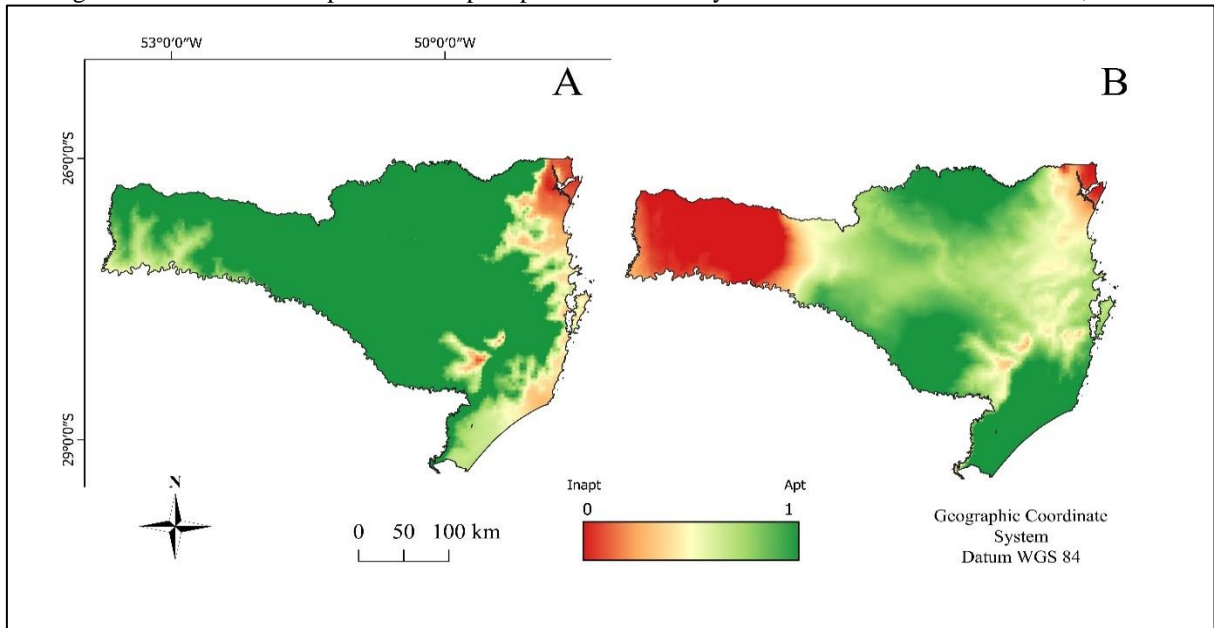 53°0'0"W
50°0'0"W
A
B
26°0'0"S
29°0'0"S
N
0 50 100 km
Inapt
Apt
0
1
Geographic Coordinate
System
Datum WGS 84